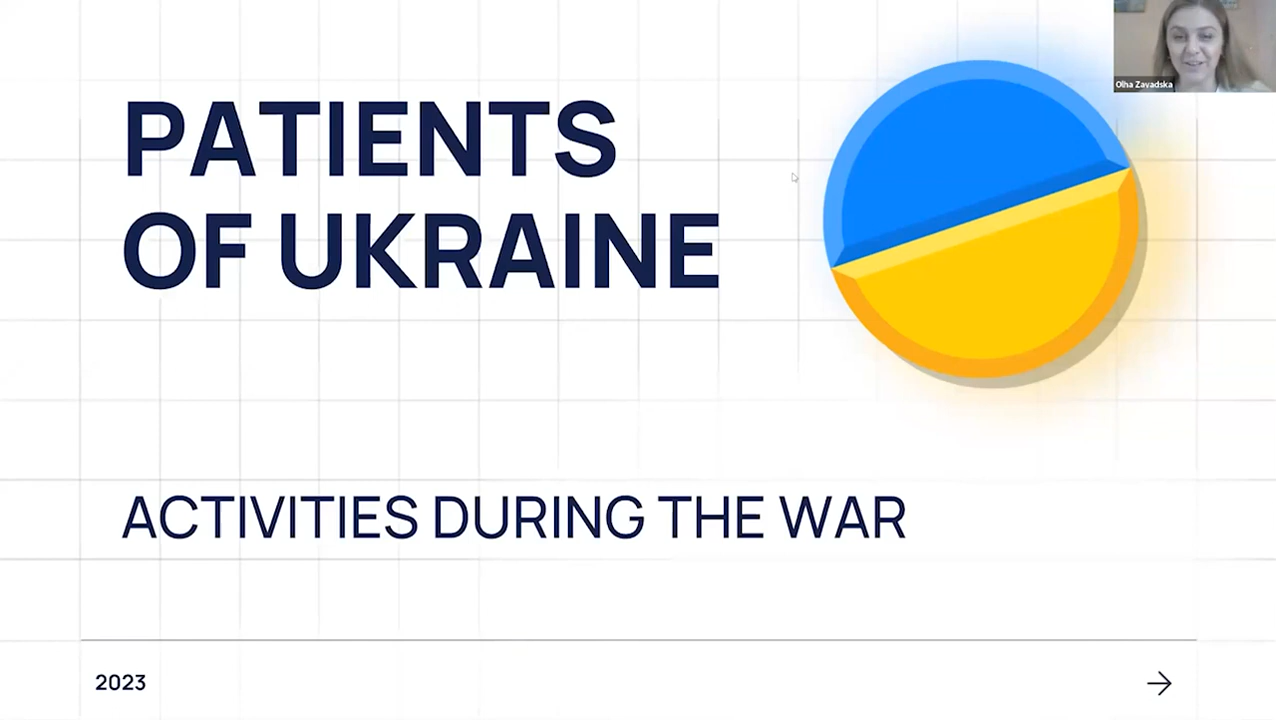 PATIENTS
OF UKRAINE
Olha Zavadska
ACTIVITIES DURING THE WAR
2023